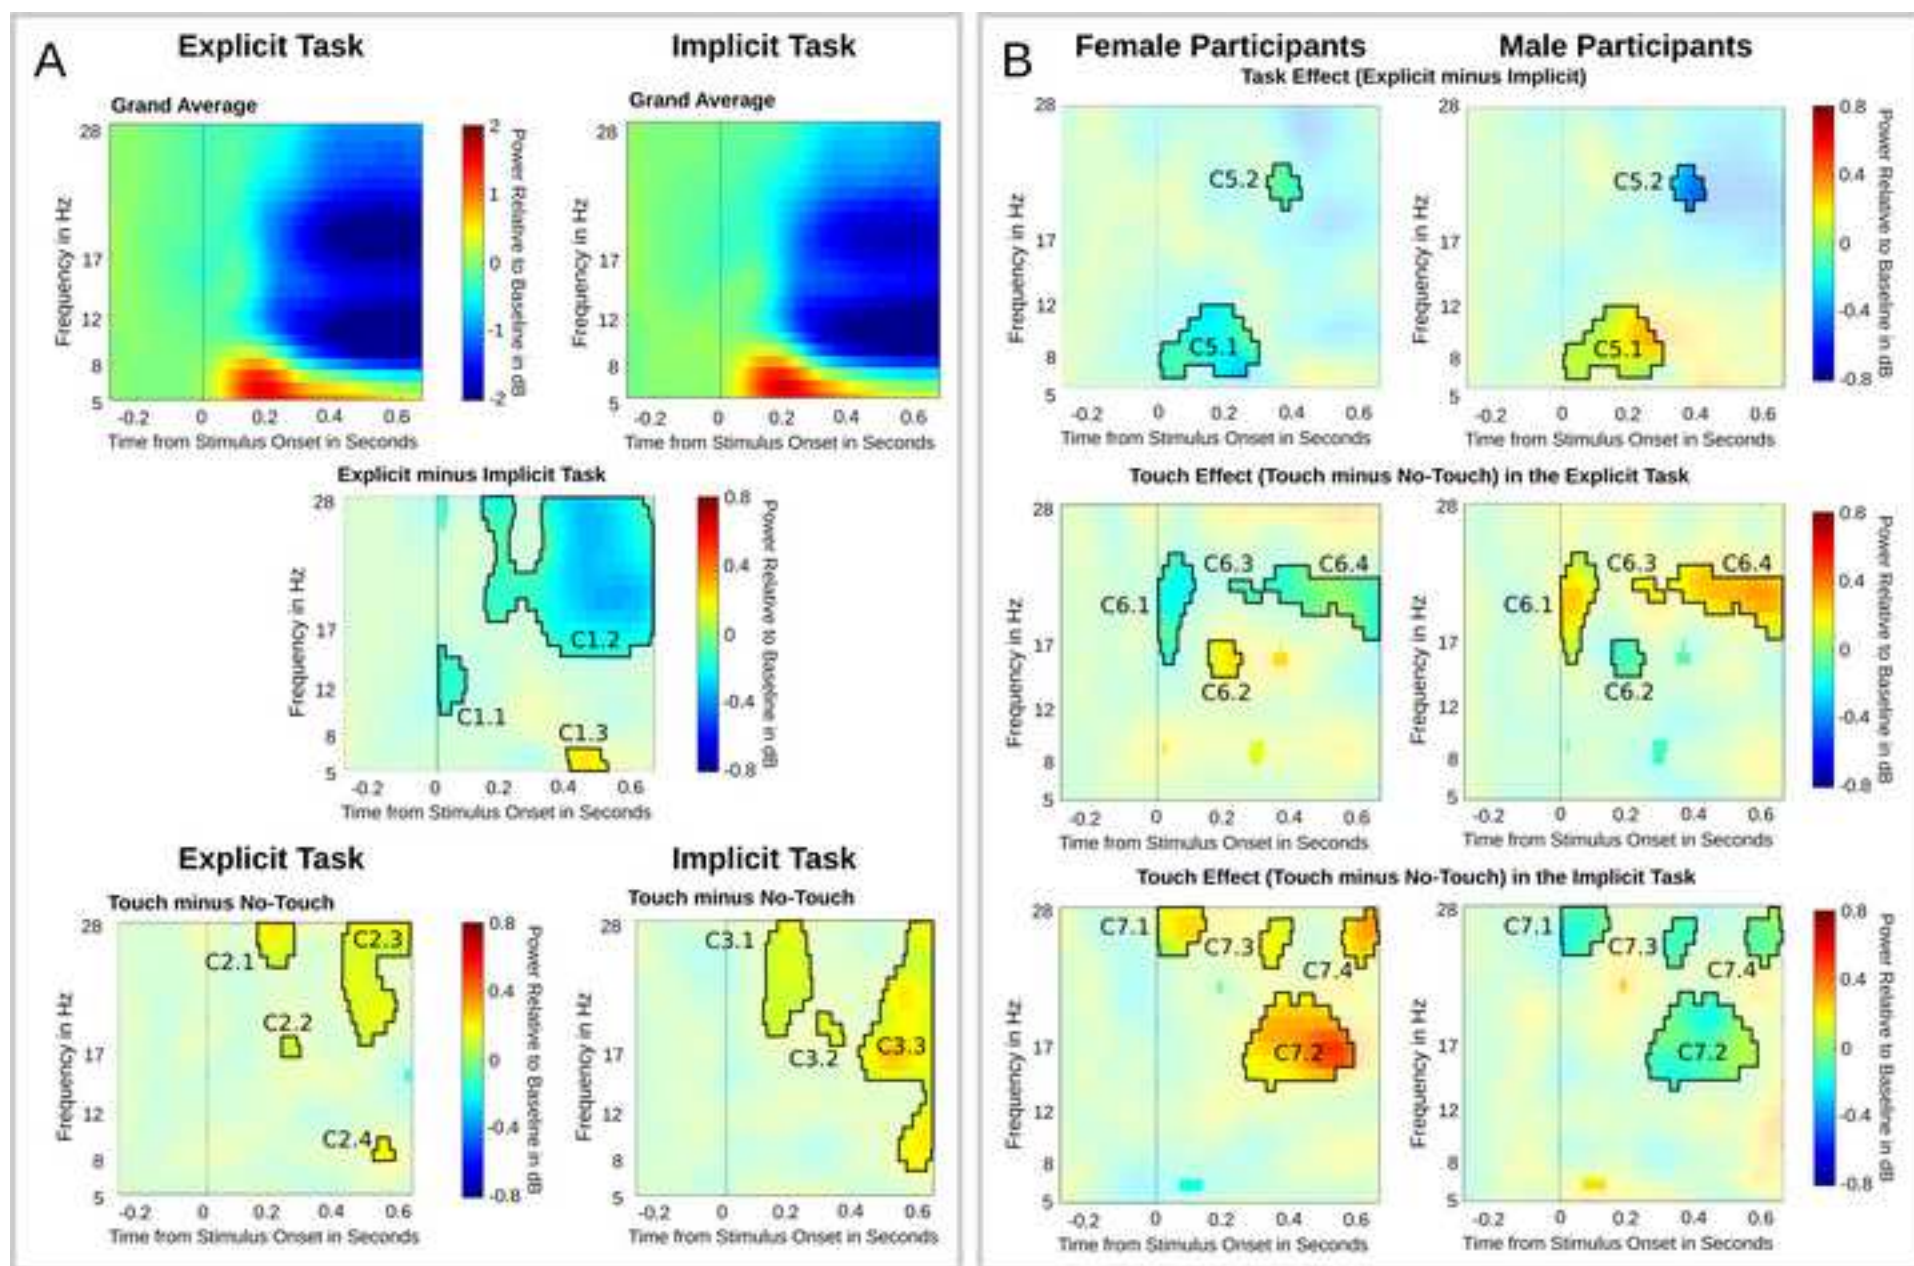 A
Explicit Task
Implicit Task
Grand Average
Grand Average
28
17
12
8
5
Frequency in Hz
-0.2 0 0.2 0.4 0.6
Time from Stimulus Onset in Seconds
2
1
0
-1
-2
Power Relative to Baseline in dB
28
17
12
8
5
Frequency in Hz
-0.2 0 0.2 0.4 0.6
Time from Stimulus Onset in Seconds
Explicit minus Implicit Task
28
17
12
8
5
Frequency in Hz
C1.2
C1.1
C1.3
-0.2 0 0.2 0.4 0.6
Time from Stimulus Onset in Seconds
0.8
0.4
0
-0.4
-0.8
Power Relative to Baseline in dB
Explicit Task
Implicit Task
Touch minus No-Touch
Touch minus No-Touch
28
17
12
8
5
Frequency in Hz
C2.1
C2.3
C2.2
C2.4
-0.2 0 0.2 0.4 0.6
Time from Stimulus Onset in Seconds
0.8
0.4
0
-0.4
-0.8
Power Relative to Baseline in dB
28
17
12
8
5
Frequency in Hz
C3.1
C3.2
C3.3
-0.2 0 0.2 0.4 0.6
Time from Stimulus Onset in Seconds
B
Female Participants
Male Participants
Task Effect (Explicit minus Implicit)
28
17
12
8
5
Frequency in Hz
C5.2
C5.1
-0.2 0 0.2 0.4 0.6
Time from Stimulus Onset in Seconds
28
17
12
8
5
Frequency in Hz
C5.2
C5.1
-0.2 0 0.2 0.4 0.6
Time from Stimulus Onset in Seconds
0.8
0.4
0
-0.4
-0.8
Power Relative to Baseline in dB
Touch Effect (Touch minus No-Touch) in the Explicit Task
28
17
12
8
5
Frequency in Hz
C6.3
C6.4
C6.1
C6.2
-0.2 0 0.2 0.4 0.6
Time from Stimulus Onset in Seconds
28
17
12
8
5
Frequency in Hz
C6.3
C6.4
C6.1
C6.2
-0.2 0 0.2 0.4 0.6
Time from Stimulus Onset in Seconds
0.8
0.4
0
-0.4
-0.8
Power Relative to Baseline in dB
Touch Effect (Touch minus No-Touch) in the Implicit Task
28
17
12
8
5
Frequency in Hz
C7.1
C7.3
C7.4
C7.2
-0.2 0 0.2 0.4 0.6
Time from Stimulus Onset in Seconds
28
17
12
8
5
Frequency in Hz
C7.1
C7.3
C7.4
C7.2
-0.2 0 0.2 0.4 0.6
Time from Stimulus Onset in Seconds
0.8
0.4
0
-0.4
-0.8
Power Relative to Baseline in dB